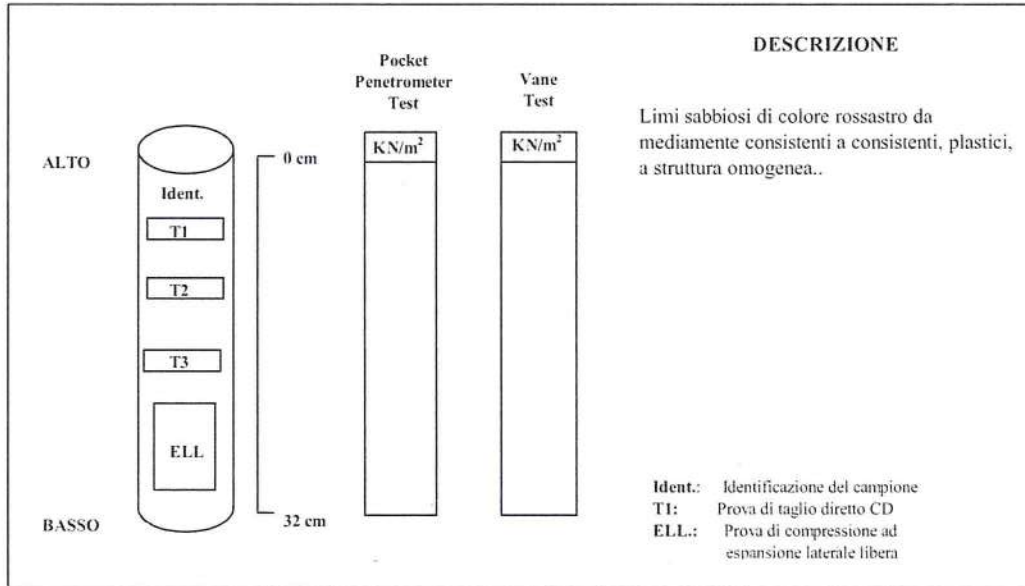 DESCRIZIONE
Pocket
Penetrometer
Test
Vane
Test
Limi sabbiosi di colore rossastro da
mediamente consistenti a consistenti, plastici,
a struttura omogenea..
ALTO
0 cm
KN/m²
KN/m²
Ident.
T1
T2
T3
ELL
BASSO
32 cm
Ident.: Identificazione del campione
T1: Prova di taglio diretto CD
ELL.: Prova di compressione ad
espansione laterale libera